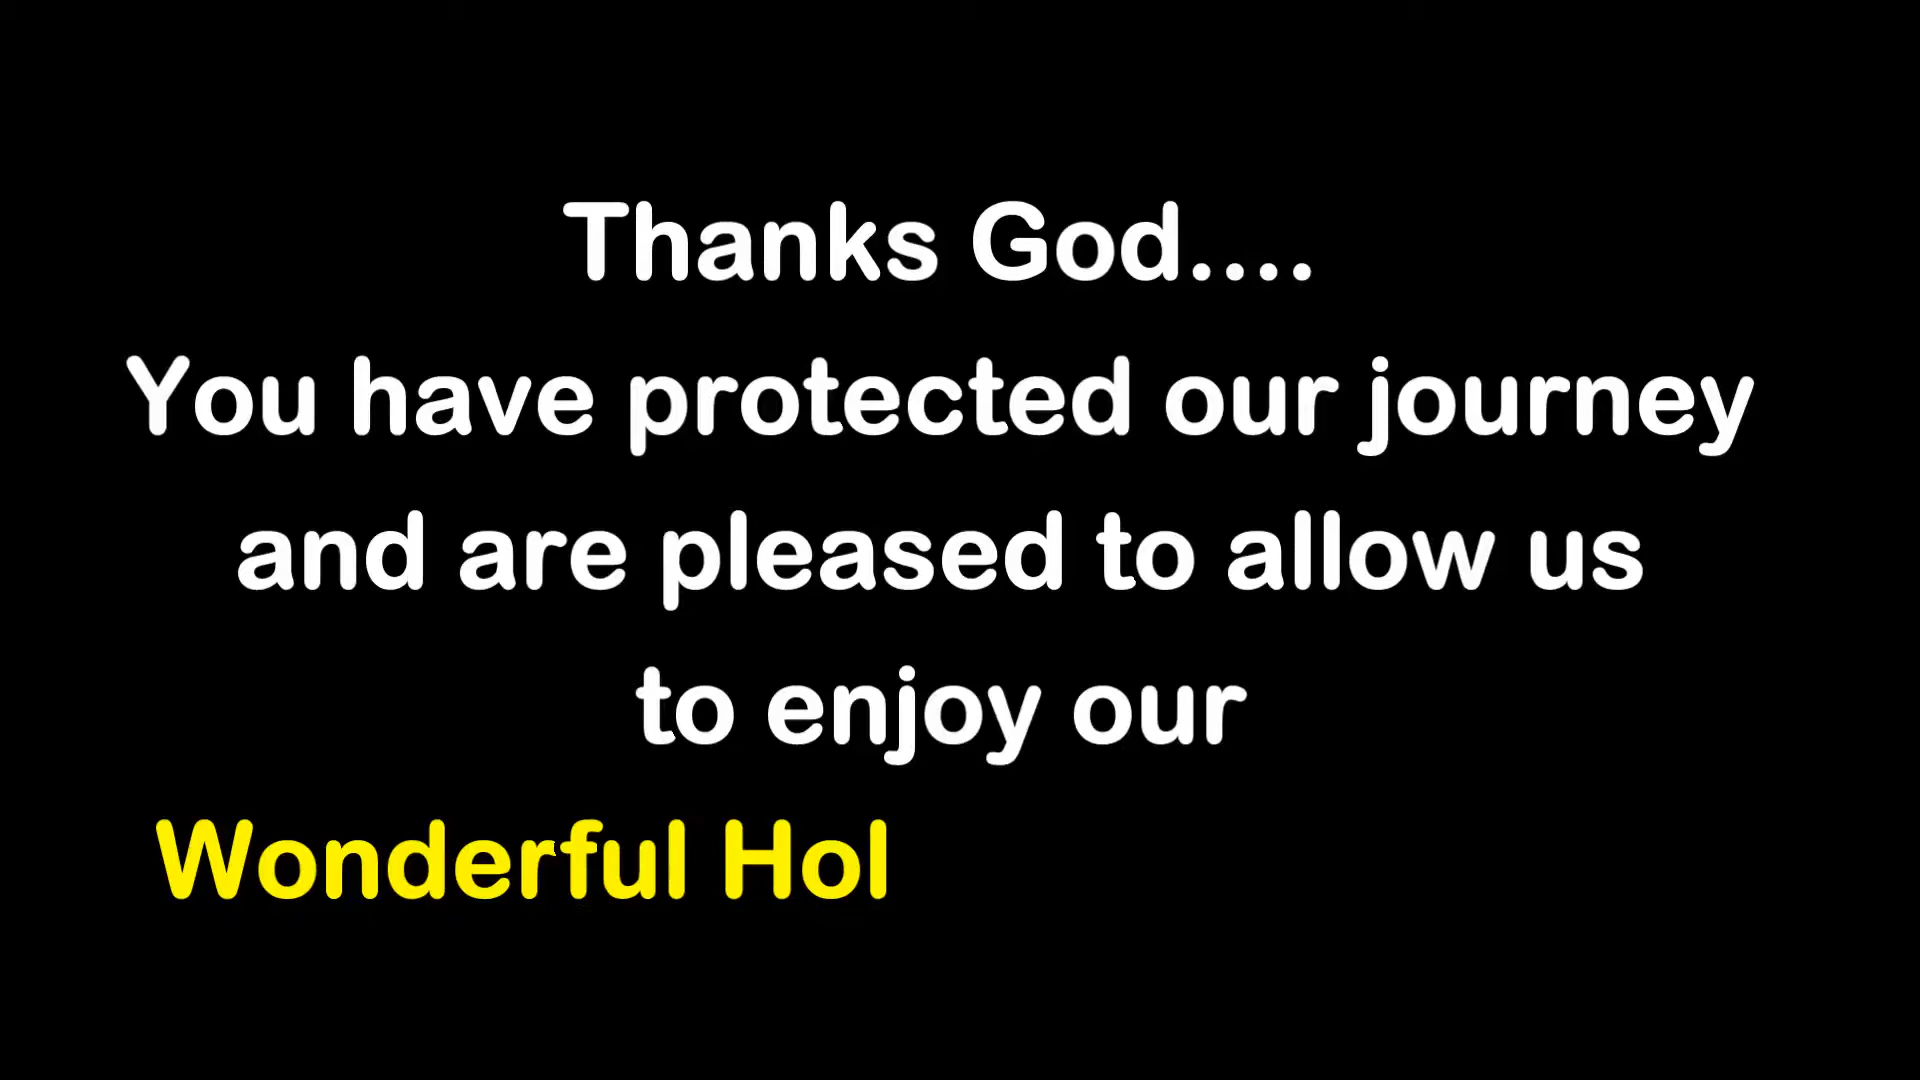 Thanks God....
You have protected our journey
and are pleased to allow us
to enjoy our
Wonderful Hol